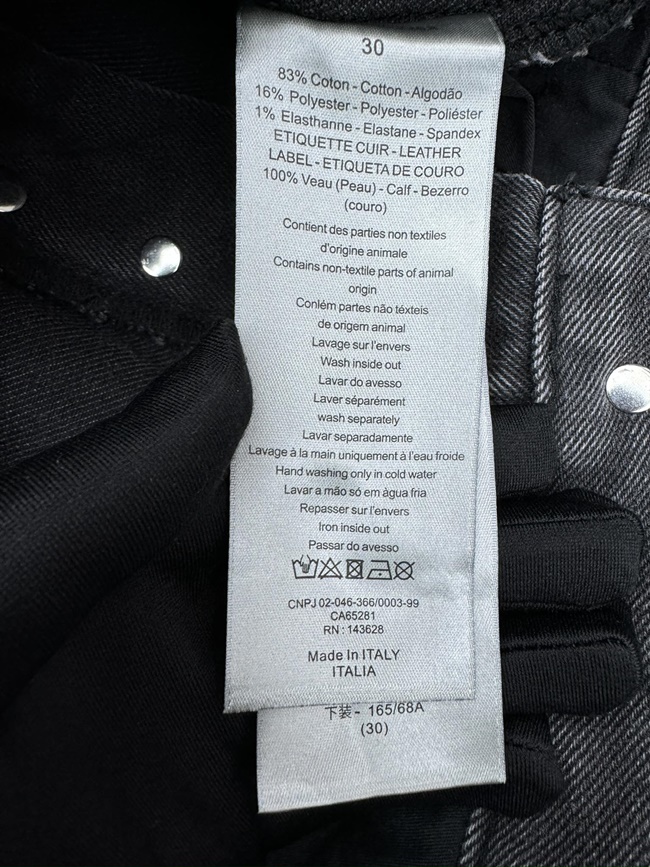 30
83% Coton - Cotton - Algodão
16% Polyester - Polyester - Poliéster
1% Elasthanne - Elastane - Spandex
ETIQUETTE CUIR - LEATHER
LABEL - ETIQUETA DE COURO
100% Veau (Peau) - Calf - Bezerro
(couro)
Contient des parties non textiles
d'origine animale
Contains non-textile parts of animal
origin
Contém partes não téxteis
de origem animal
Lavage sur l'envers
Wash inside out
Lavar do avesso
Laver séparément
wash separately
Lavar separadamente
Lavage à la main uniquement à l'eau froide
Hand washing only in cold water
Lavar a mão só em àgua fria
Repasser sur l'envers
Iron inside out
Passar do avesso
CNPJ 02-046-366/0003-99
CA65281
RN : 143628
Made In ITALY
ITALIA
下装 - 165/68A
(30)